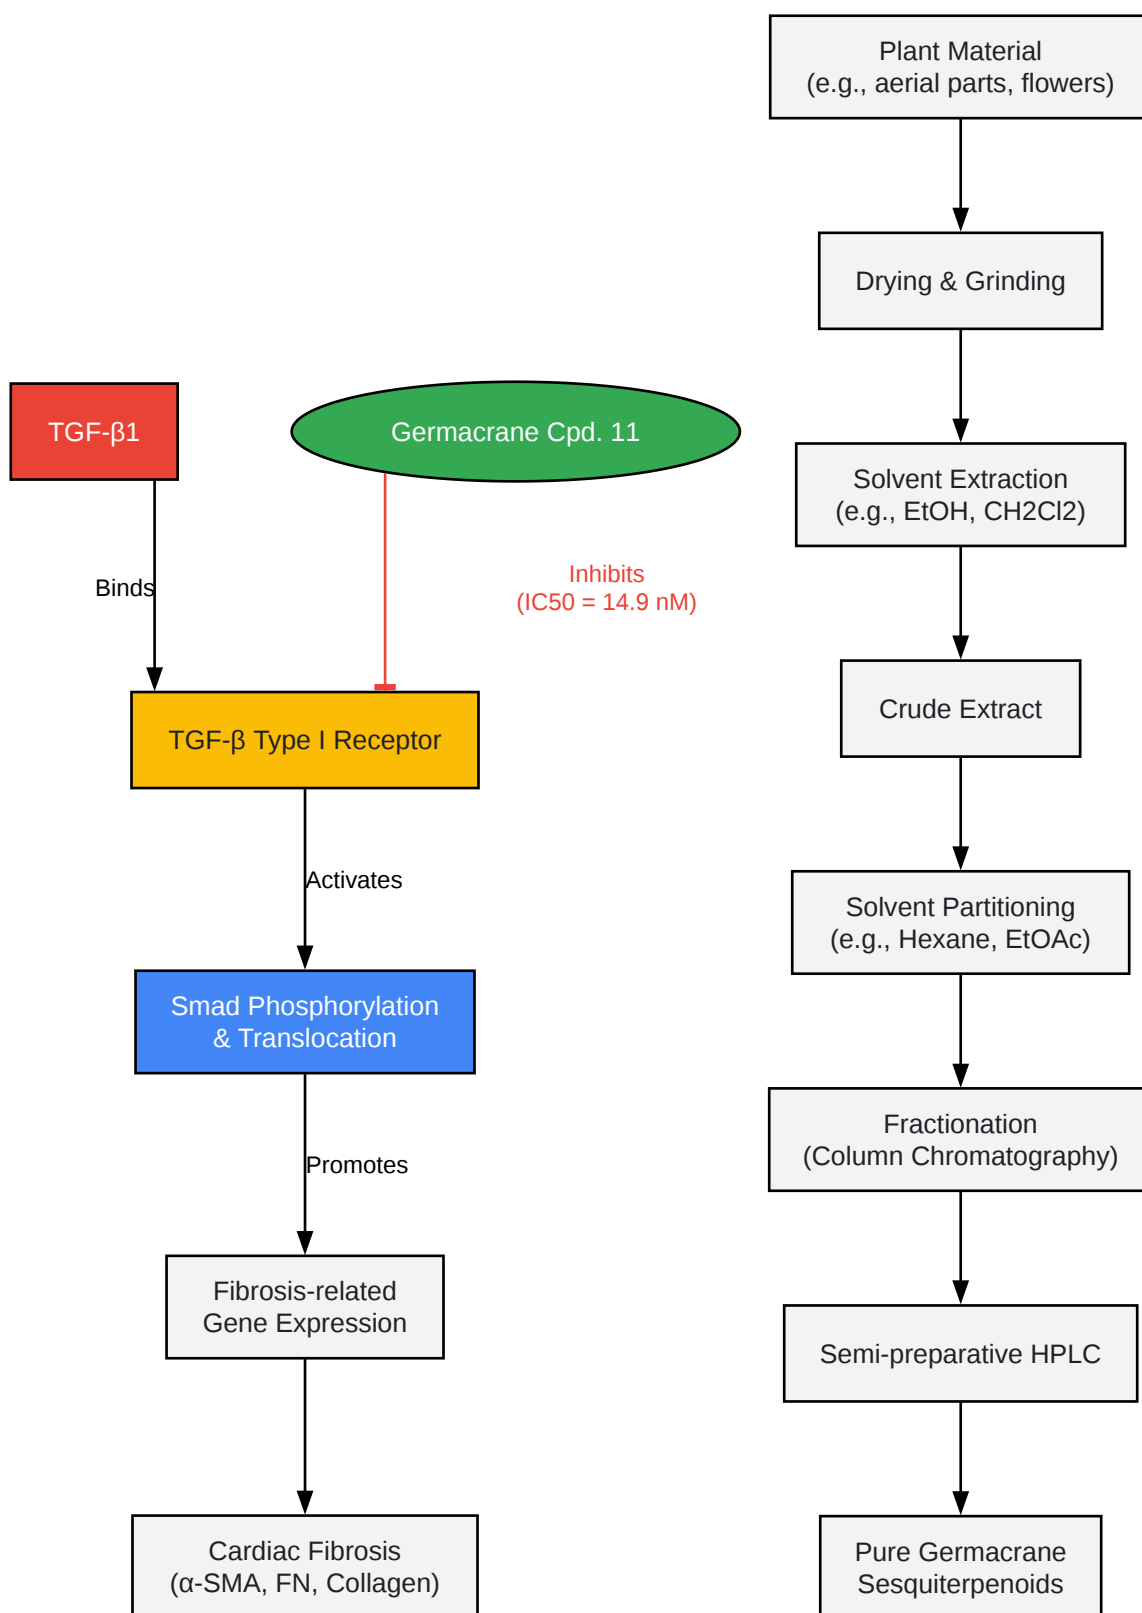 TGF-β1
Germacrane Cpd. 11
Binds
Inhibits
(IC50 = 14.9 nM)
TGF-β Type I Receptor
Activates
Smad Phosphorylation
& Translocation
Promotes
Fibrosis-related
Gene Expression
Cardiac Fibrosis
(α-SMA, FN, Collagen)
Plant Material
(e.g., aerial parts, flowers)
Drying & Grinding
Solvent Extraction
(e.g., EtOH, CH2Cl2)
Crude Extract
Solvent Partitioning
(e.g., Hexane, EtOAc)
Fractionation
(Column Chromatography)
Semi-preparative HPLC
Pure Germacrane
Sesquiterpenoids